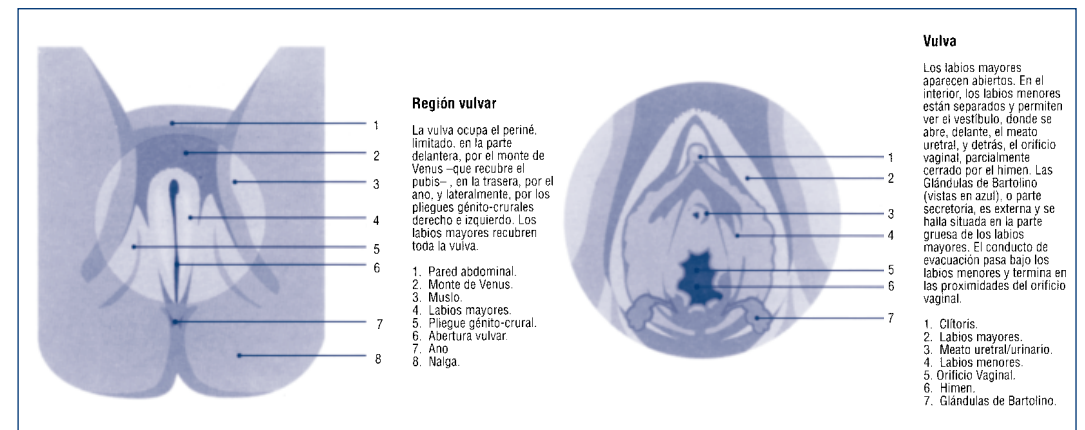 Región vulvar
La vulva ocupa el periné,
limitado, en la parte
delantera, por el monte de
Venus –que recubre el
pubis– , en la trasera, por el
ano, y lateralmente, por los
pliegues génito-crurales
derecho e izquierdo. Los
labios mayores recubren
toda la vulva.
1. Pared abdominal.
2. Monte de Venus.
3. Muslo.
4. Labios mayores.
5. Pliegue génito-crural.
6. Abertura vulvar.
7. Ano
8. Nalga.
1
2
3
4
5
6
7
8
Vulva
Los labios mayores
aparecen abiertos. En el
interior, los labios menores
están separados y permiten
ver el vestíbulo, donde se
abre, delante, el meato
uretral, y detrás, el orificio
vaginal, parcialmente
cerrado por el himen. Las
Glándulas de Bartolino
(vistas en azul), o parte
secretoria, es externa y se
halla situada en la parte
gruesa de los labios
mayores. El conducto de
evacuación pasa bajo los
labios menores y termina en
las proximidades del orificio
vaginal.
1. Clítoris.
2. Labios mayores.
3. Meato uretral/urinario.
4. Labios menores.
5. Orificio Vaginal.
6. Himen.
7. Glándulas de Bartolino.
1
2
3
4
5
6
7